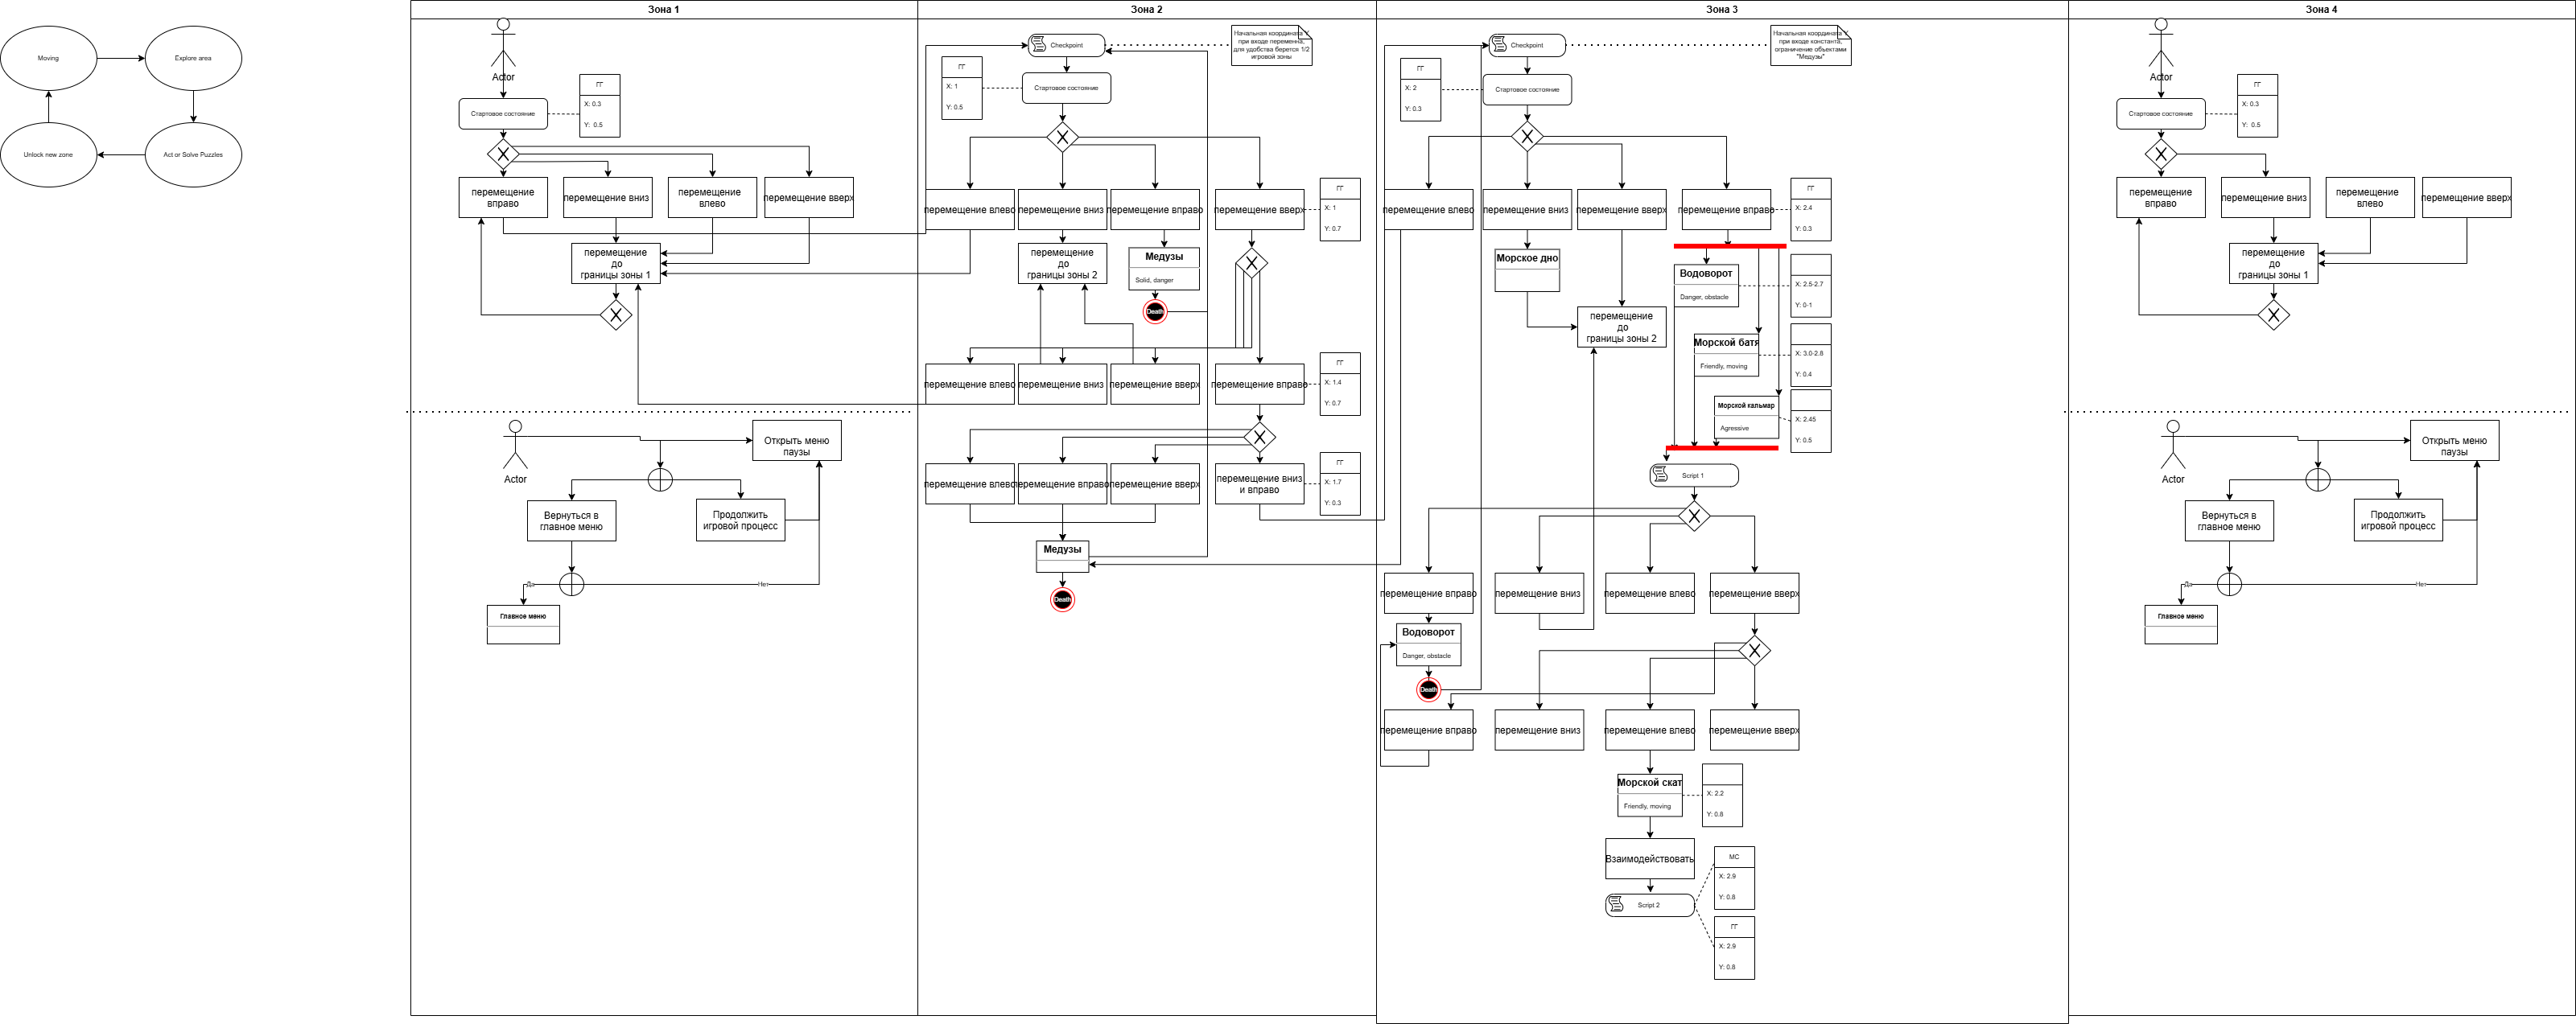 Moving
Explore area
Unlock new zone
Act or Solve Puzzles
Зона 1
Actor
Стартовое состояние
ГГ
X: 0.3
Y: 0.5
перемещение
вправо
перемещение вниз
перемещение
влево
перемещение вверх
перемещение
до
границы зоны 1
Actor
Открыть меню
паузы
Вернуться в
главное меню
Продолжить
игровой процесс
Да
Нет
Главное меню
Зона 2
Checkpoint
Начальная координата Y,
при входе переменна,
для удобства берется 1/2
игровой зоны
ГГ
X: 1
Y: 0.5
Стартовое состояние
перемещение влево
перемещение вниз
перемещение вправо
перемещение вверх
ГГ
X: 1
Y: 0.7
перемещение
до
границы зоны 2
Медузы
Solid, danger
Death
перемещение влево
перемещение вниз
перемещение вверх
перемещение вправо
ГГ
X: 1.4
Y: 0.7
перемещение влево
перемещение вправо
перемещение вверх
перемещение вниз
и вправо
ГГ
X: 1.7
Y: 0.3
Медузы
Death
Зона 3
Checkpoint
Начальная координата Y,
при входе константа,
ограничение объектами
"Медузы"
ГГ
X: 2
Y: 0.3
Стартовое состояние
перемещение влево
перемещение вниз
перемещение вверх
перемещение вправо
ГГ
X: 2.4
Y: 0.3
Морское дно
Водоворот
Danger, obstacle
X: 2.5-2.7
Y: 0-1
перемещение
до
границы зоны 2
Морской батя
Friendly, moving
X: 3.0-2.8
Y: 0.4
Морской кальмар
Agressive
X: 2.45
Y: 0.5
Script 1
перемещение вправо
перемещение вниз
перемещение влево
перемещение вверх
Водоворот
Danger, obstacle
Death
перемещение вправо
перемещение вниз
перемещение влево
перемещение вверх
Морской скат
Friendly, moving
X: 2.2
Y: 0.8
Взаимодействовать
МС
X: 2.9
Y: 0.8
Script 2
ГГ
X: 2.9
Y: 0.8
Зона 4
Actor
Стартовое состояние
ГГ
X: 0.3
Y: 0.5
перемещение
вправо
перемещение вниз
перемещение
влево
перемещение вверх
перемещение
до
границы зоны 1
Actor
Открыть меню
паузы
Вернуться в
главное меню
Продолжить
игровой процесс
Да
Нет
Главное меню